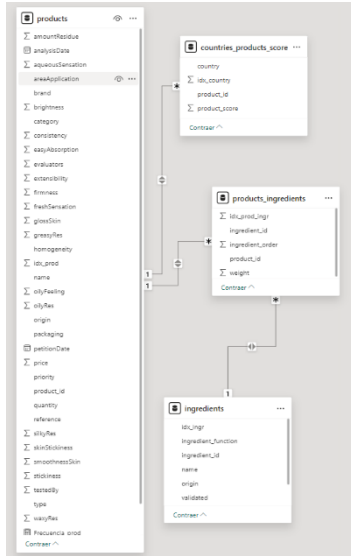 products
amountResidue
analysisDate
aqueousSensation
areaApplication
brand
brightness
category
consistency
easyAbsorption
evaluators
extensibility
firmness
freshSensation
glossSkin
greasyRes
homogeneity
idx_prod
name
oilyFeeling
oilyRes
origin
packaging
petitionDate
price
priority
product_id
quantity
reference
silkyRes
skinStickiness
smoothnessSkin
stickiness
testedBy
type
waxyRes
Frecuencia_prod
Contraer
countries_products_score
country
idx_country
product_id
product_score
Contraer
products_ingredients
idx_prod_ingr
ingredient_id
ingredient_order
product_id
weight
Contraer
ingredients
idx_ingr
ingredient_function
ingredient_id
name
origin
validated
Contraer
1
1
1
*
*
*